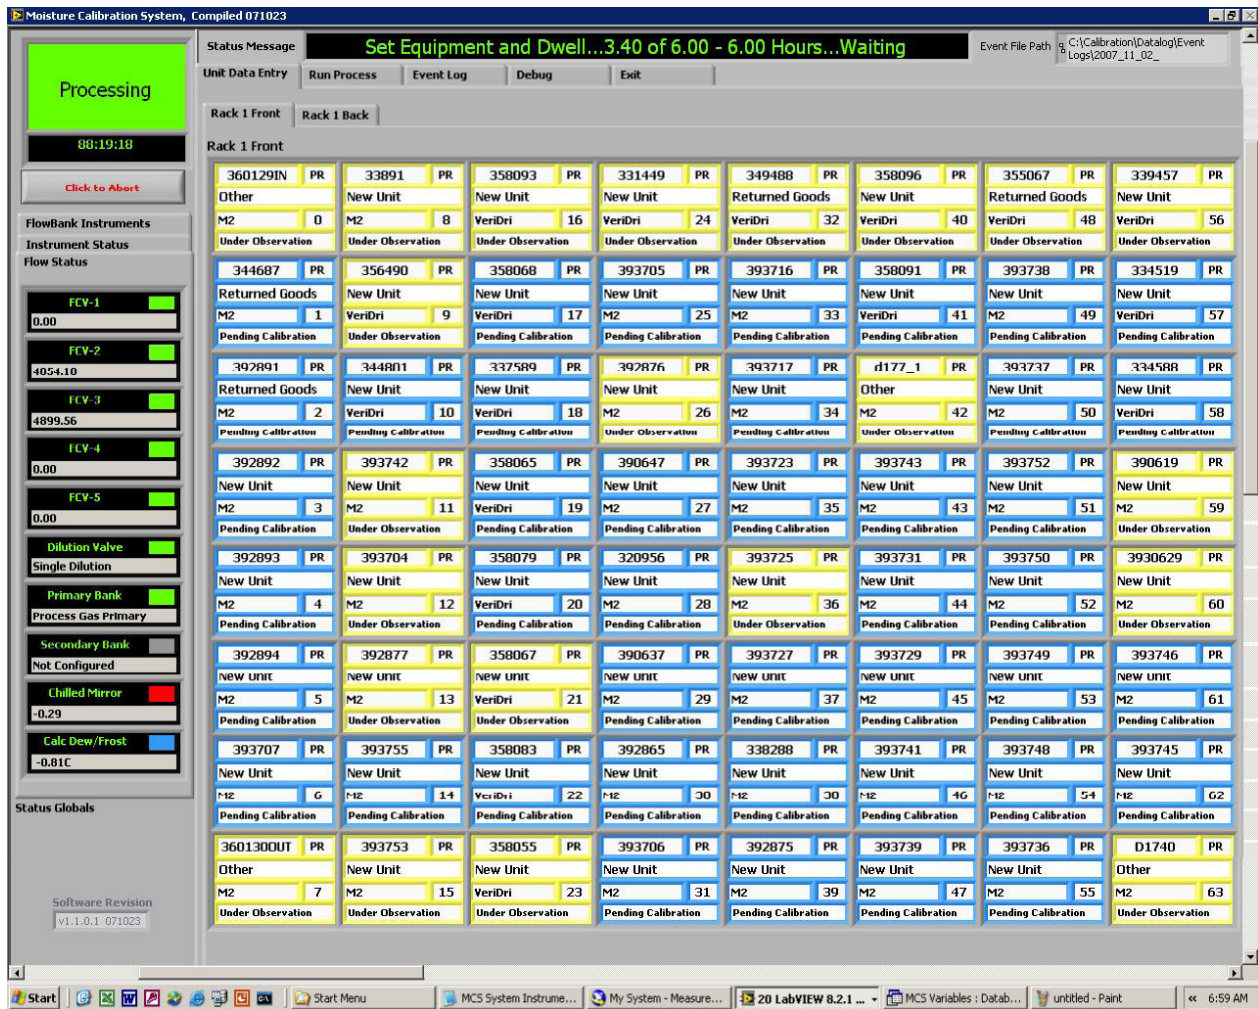 Moisture Calibration System, Compiled 071023
Status Message Set Equipment and Dwell...3.40 of 6.00 - 6.00 Hours...Waiting Event File Path C:\Calibration\Datalog\Event
Logs\2007_11_02_
Processing
88:19:18
Click to Abort
FlowBank Instruments
Instrument Status
Flow Status
FCV-1
0.00
FCV-2
4054.10
FCV-3
4899.56
FCV-4
0.00
FCV-5
0.00
Dilution Valve
Single Dilution
Primary Bank
Process Gas Primary
Secondary Bank
Not Configured
Chilled Mirror
-0.29
Calc Dew/Frost
-0.81C
Status Globals
Software Revision
v1.1.0.1 071023
Unit Data Entry Run Process Event Log Debug Exit
Rack 1 Front Rack 1 Back
Rack 1 Front
360129IN PR 33891 PR 358093 PR 331449 PR 349488 PR 358096 PR 355067 PR 339457 PR
Other New Unit New Unit New Unit Returned Goods New Unit Returned Goods New Unit
M2 0 M2 8 VeriDri 16 VeriDri 24 VeriDri 32 VeriDri 40 VeriDri 48 VeriDri 56
Under Observation Under Observation Under Observation Under Observation Under Observation Under Observation Under Observation Under Observation
344687 PR 356490 PR 358068 PR 393705 PR 393716 PR 358091 PR 393738 PR 334519 PR
Returned Goods New Unit New Unit New Unit New Unit New Unit New Unit New Unit
M2 1 VeriDri 9 VeriDri 17 M2 25 M2 33 VeriDri 41 M2 49 VeriDri 57
Pending Calibration Under Observation Pending Calibration Pending Calibration Pending Calibration Pending Calibration Pending Calibration Pending Calibration
392891 PR 344801 PR 337589 PR 392876 PR 393717 PR d177_1 PR 393737 PR 334588 PR
Returned Goods New Unit New Unit New Unit New Unit Other New Unit New Unit
M2 2 VeriDri 10 VeriDri 18 M2 26 M2 34 M2 42 M2 50 VeriDri 58
Pending Calibration Pending Calibration Pending Calibration Under Observation Pending Calibration Under Observation Pending Calibration Pending Calibration
392892 PR 393742 PR 358065 PR 390647 PR 393723 PR 393743 PR 393752 PR 390619 PR
New Unit New Unit New Unit New Unit New Unit New Unit New Unit New Unit
M2 3 M2 11 VeriDri 19 M2 27 M2 35 M2 43 M2 51 M2 59
Pending Calibration Under Observation Pending Calibration Pending Calibration Pending Calibration Pending Calibration Pending Calibration Under Observation
392893 PR 393704 PR 358079 PR 320956 PR 393725 PR 393731 PR 393750 PR 3930629 PR
New Unit New Unit New Unit New Unit New Unit New Unit New Unit New Unit
M2 4 M2 12 VeriDri 20 M2 28 M2 36 M2 44 M2 52 M2 60
Pending Calibration Under Observation Pending Calibration Pending Calibration Under Observation Pending Calibration Pending Calibration Under Observation
392894 PR 392877 PR 358067 PR 390637 PR 393727 PR 393729 PR 393749 PR 393746 PR
New Unit New Unit New Unit New Unit New Unit New Unit New Unit New Unit
M2 5 M2 13 VeriDri 21 M2 29 M2 37 M2 45 M2 53 M2 61
Pending Calibration Under Observation Under Observation Pending Calibration Pending Calibration Pending Calibration Pending Calibration Pending Calibration
393707 PR 393755 PR 358083 PR 392865 PR 338288 PR 393741 PR 393748 PR 393745 PR
New Unit New Unit New Unit New Unit New Unit New Unit New Unit New Unit
M2 6 M2 14 VeriDri 22 M2 30 M2 38 M2 46 M2 54 M2 62
Pending Calibration Pending Calibration Pending Calibration Pending Calibration Pending Calibration Pending Calibration Pending Calibration Pending Calibration
360130OUT PR 393753 PR 358055 PR 393706 PR 392875 PR 393739 PR 393736 PR D1740 PR
Other New Unit New Unit New Unit New Unit New Unit New Unit Other
M2 7 M2 15 VeriDri 23 M2 31 M2 39 M2 47 M2 55 M2 63
Under Observation Under Observation Under Observation Pending Calibration Pending Calibration Pending Calibration Pending Calibration Under Observation
Start Start Menu MCS System Instrume... My System - Measure... 20 LabVIEW 8.2.1 ... MCS Variables : Datab... untitled - Paint « 6:59 AM